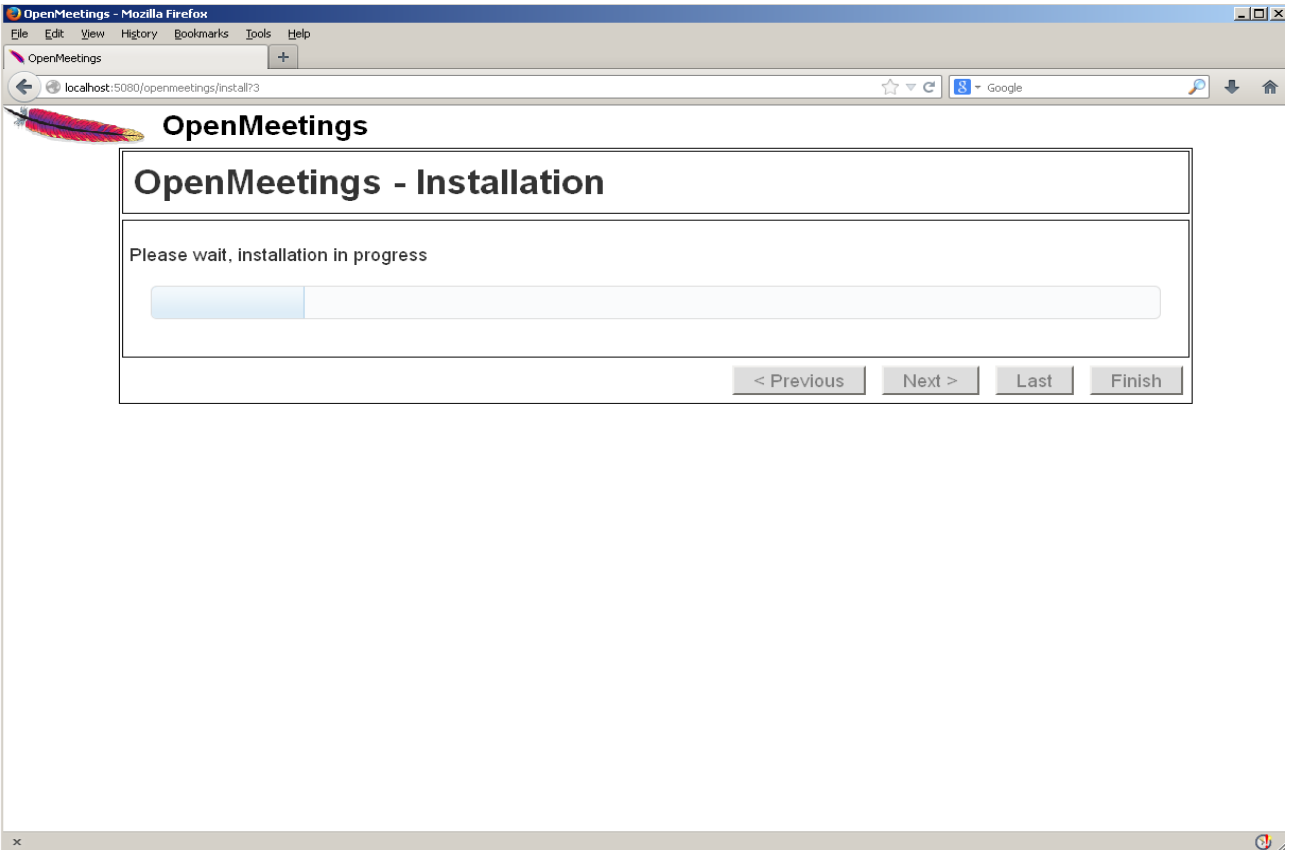 OpenMeetings - Mozilla Firefox
File Edit View History Bookmarks Tools Help
OpenMeetings
localhost:5080/openmeetings/install?3
8 Google
OpenMeetings
OpenMeetings - Installation
Please wait, installation in progress
< Previous Next > Last Finish